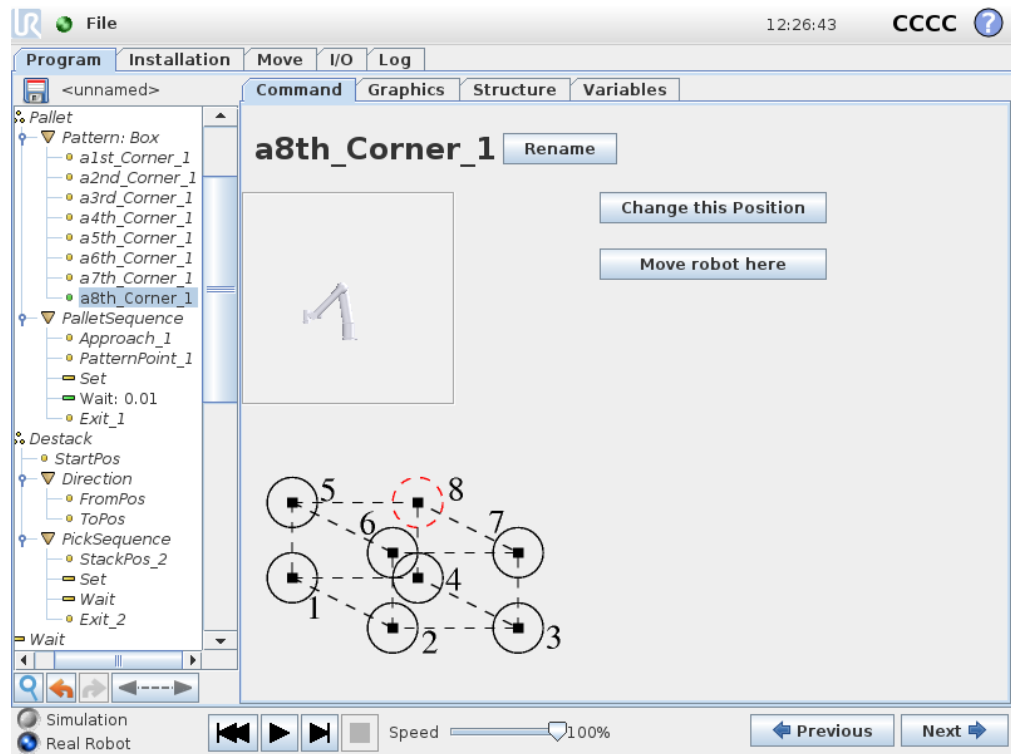 UR File 12:26:43 CCCC ?
Program Installation Move I/O Log
<unnamed> Command Graphics Structure Variables
Pallet
Pattern: Box
a1st_Corner_1
a2nd_Corner_1
a3rd_Corner_1
a4th_Corner_1
a5th_Corner_1
a6th_Corner_1
a7th_Corner_1
a8th_Corner_1
PalletSequence
Approach_1
PatternPoint_1
Set
Wait: 0.01
Exit_1
Destack
StartPos
Direction
FromPos
ToPos
PickSequence
StackPos_2
Set
Wait
Exit_2
Wait
a8th_Corner_1 Rename
Change this Position
Move robot here
5 8
6 7
4
1
2 3
Simulation
Real Robot
Speed 100%
Previous Next